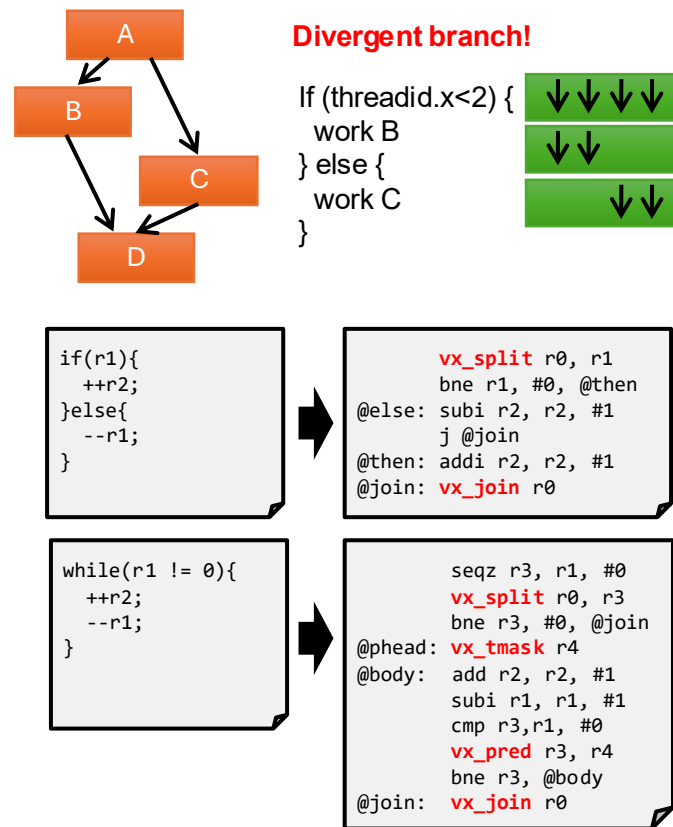 A
B
C
D
Divergent branch!
If (threadid.x<2) {
work B
} else {
work C
}
if(r1){
++r2;
}else{
--r1;
}
vx_split r0, r1
bne r1, #0, @then
@else: subi r2, r2, #1
j @join
@then: addi r2, r2, #1
@join: vx_join r0
while(r1 != 0){
++r2;
--r1;
}
seqz r3, r1, #0
vx_split r0, r3
bne r3, #0, @join
@phead: vx_tmask r4
@body: add r2, r2, #1
subi r1, r1, #1
cmp r3,r1, #0
vx_pred r3, r4
bne r3, @body
@join: vx_join r0